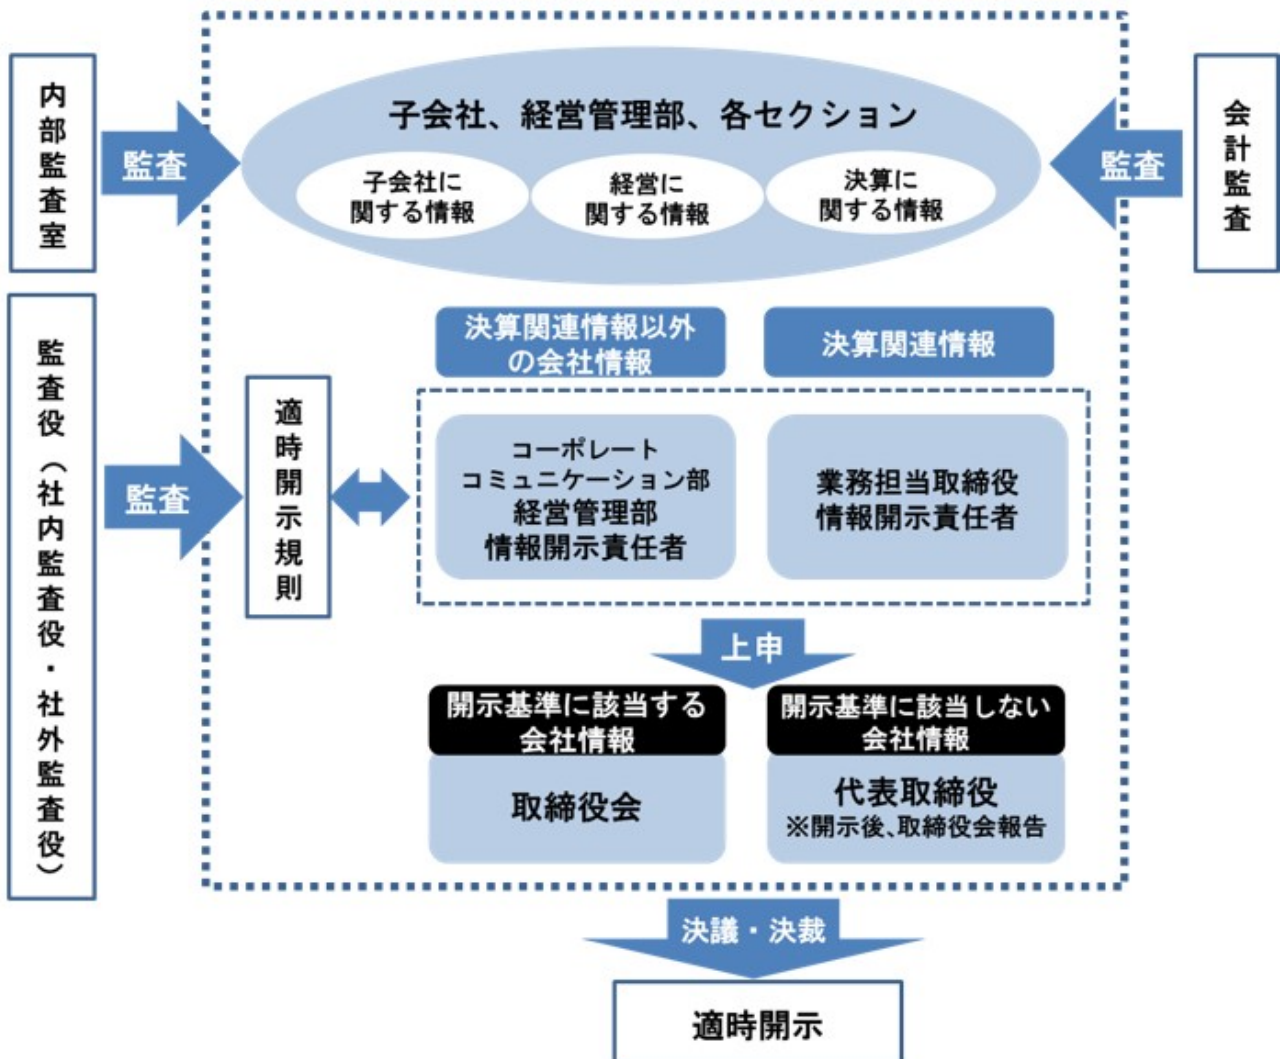 内部監査室
監査
子会社、経営管理部、各セクション
子会社に
関する情報
経営に
関する情報
決算に
関する情報
監査
会計監査
監査役（社内監査役・社外監査役）
監査
適時開示規則
決算関連情報以外
の会社情報
決算関連情報
コーポレート
コミュニケーション部
経営管理部
情報開示責任者
業務担当取締役
情報開示責任者
上申
開示基準に該当する
会社情報
取締役会
開示基準に該当しない
会社情報
代表取締役
※開示後、取締役会報告
決議・決裁
適時開示